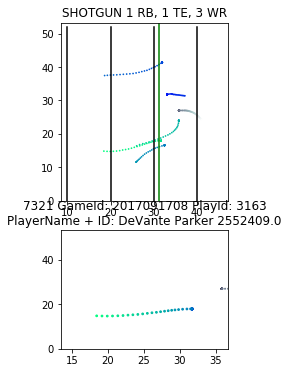 SHOTGUN 1 RB, 1 TE, 3 WR
50
40
30
20
10
0
10 20 30 40
7321 GameId: 2017091708 PlayId: 3163
PlayerName + ID: DeVante Parker 2552409.0
40
20
0
15 20 25 30 35